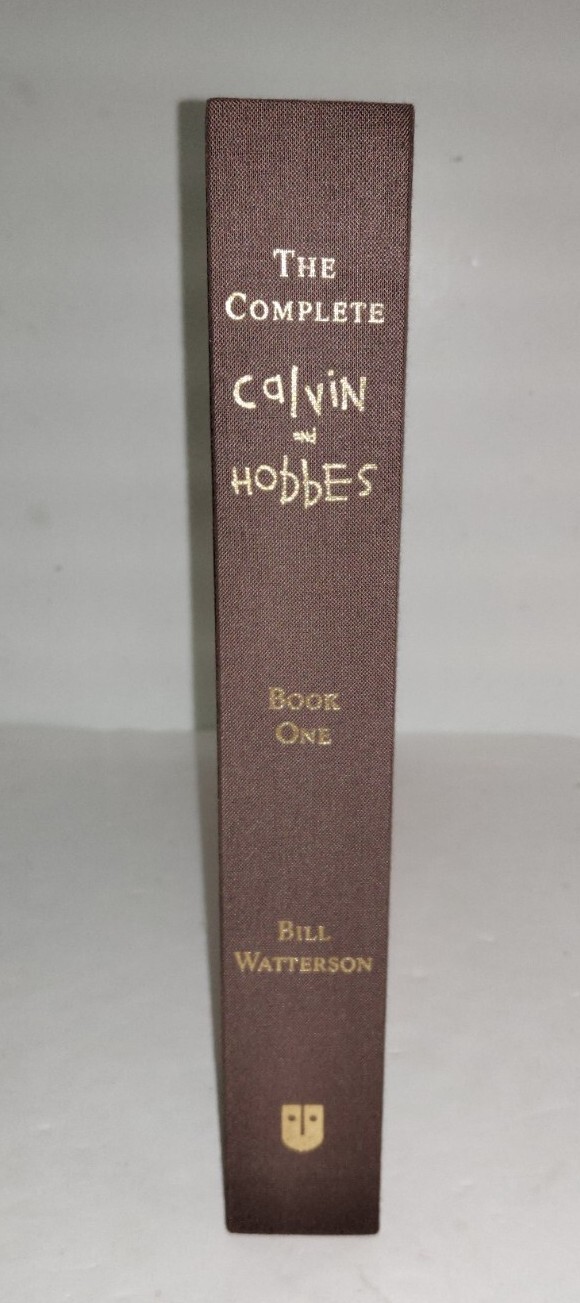 THE
COMPLETE
CalviN
and
HobbES
BOOK
ONE
BILL
WATTERSON